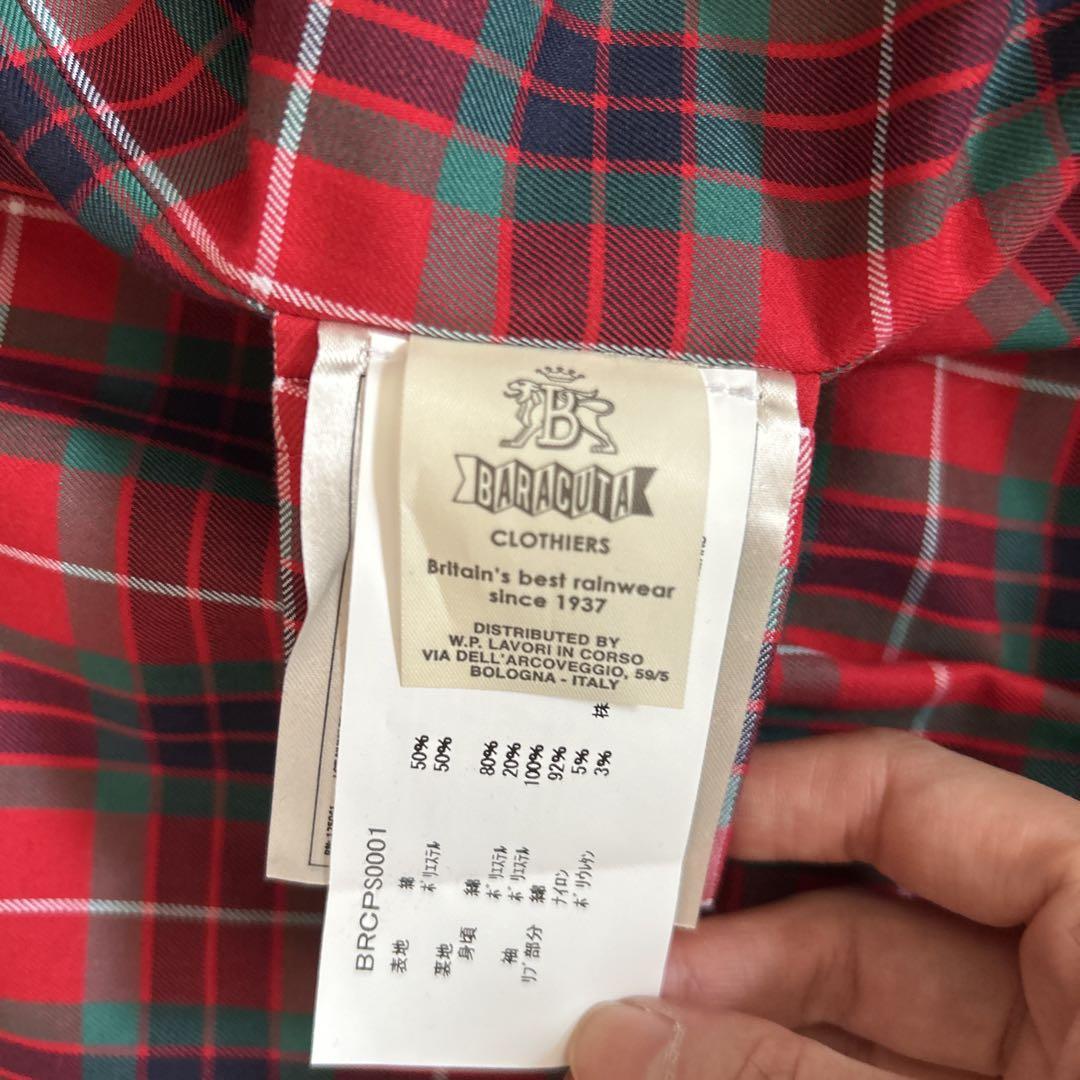 B
BARACUTA
CLOTHIERS
Britain's best rainwear
since 1937
DISTRIBUTED BY
W.P. LAVORI IN CORSO
VIA DELL'ARCOVEGGIO, 59/5
BOLOGNA - ITALY
BRCPS0001
表地 綿 50%
ポリエステル 50%
裏地
身頃 綿 80%
ポリエステル 20%
袖 ポリエステル 100%
リブ部分 綿 92%
ナイロン 5%
ポリウレタン 3%
株